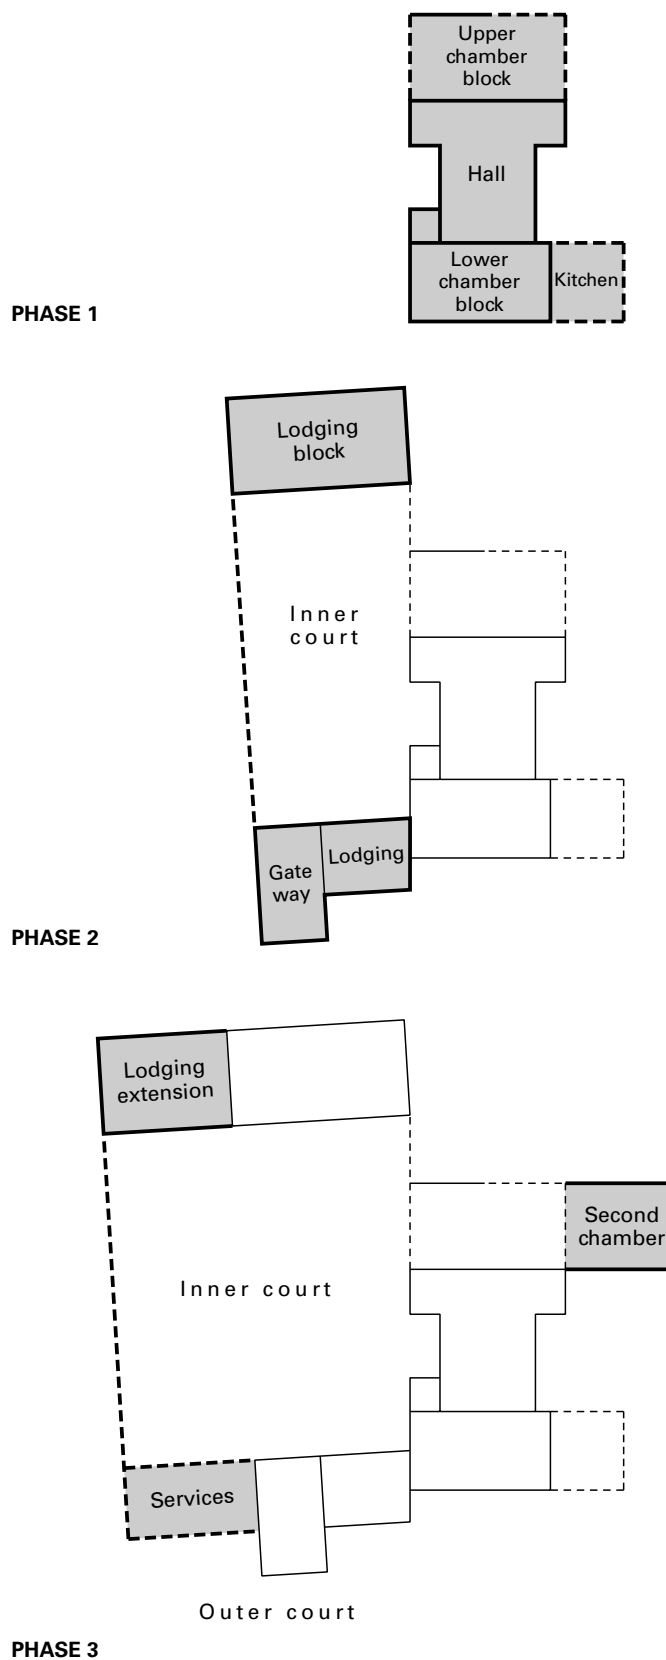 Upper
chamber
block
Hall
Lower
chamber
block
Kitchen
PHASE 1
Lodging
block
Inner
court
Lodging
Gate
way
PHASE 2
Lodging
extension
Second
chamber
Inner court
Services
Outer court
PHASE 3